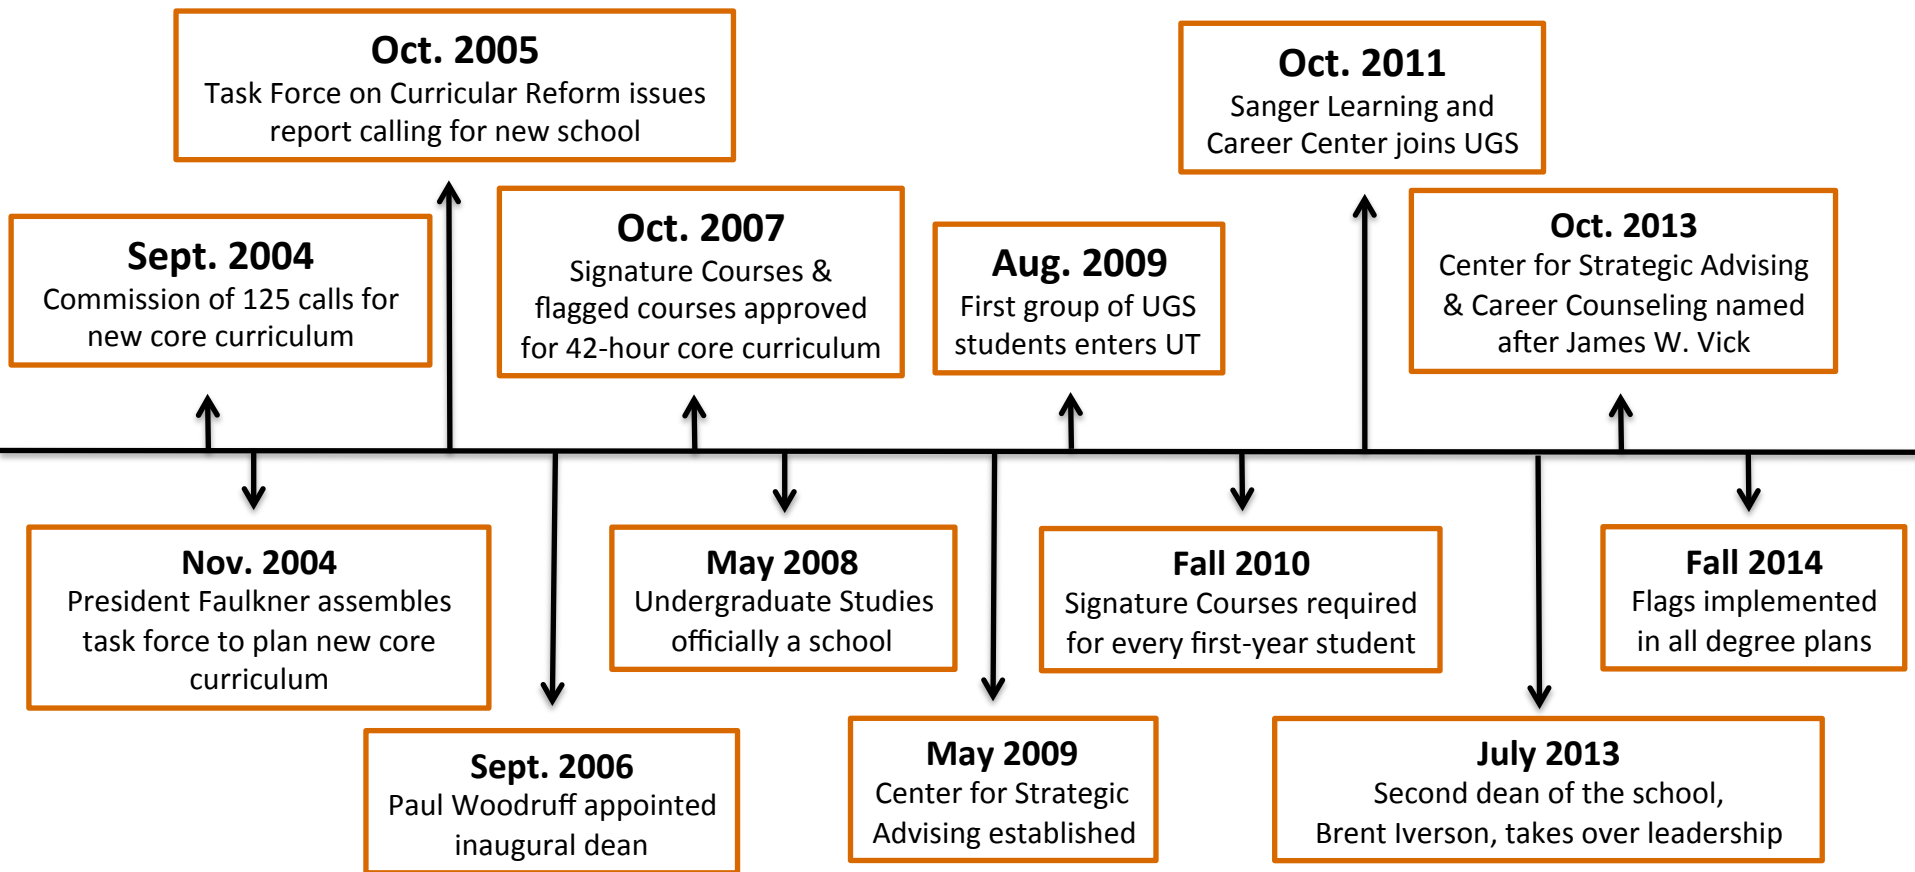 Oct. 2005
Task Force on Curricular Reform issues
report calling for new school
Oct. 2011
Sanger Learning and
Career Center joins UGS
Sept. 2004
Commission of 125 calls for
new core curriculum
Oct. 2007
Signature Courses &
flagged courses approved
for 42-hour core curriculum
Aug. 2009
First group of UGS
students enters UT
Oct. 2013
Center for Strategic Advising
& Career Counseling named
after James W. Vick
Nov. 2004
President Faulkner assembles
task force to plan new core
curriculum
May 2008
Undergraduate Studies
officially a school
Fall 2010
Signature Courses required
for every first-year student
Fall 2014
Flags implemented
in all degree plans
Sept. 2006
Paul Woodruff appointed
inaugural dean
May 2009
Center for Strategic
Advising established
July 2013
Second dean of the school,
Brent Iverson, takes over leadership